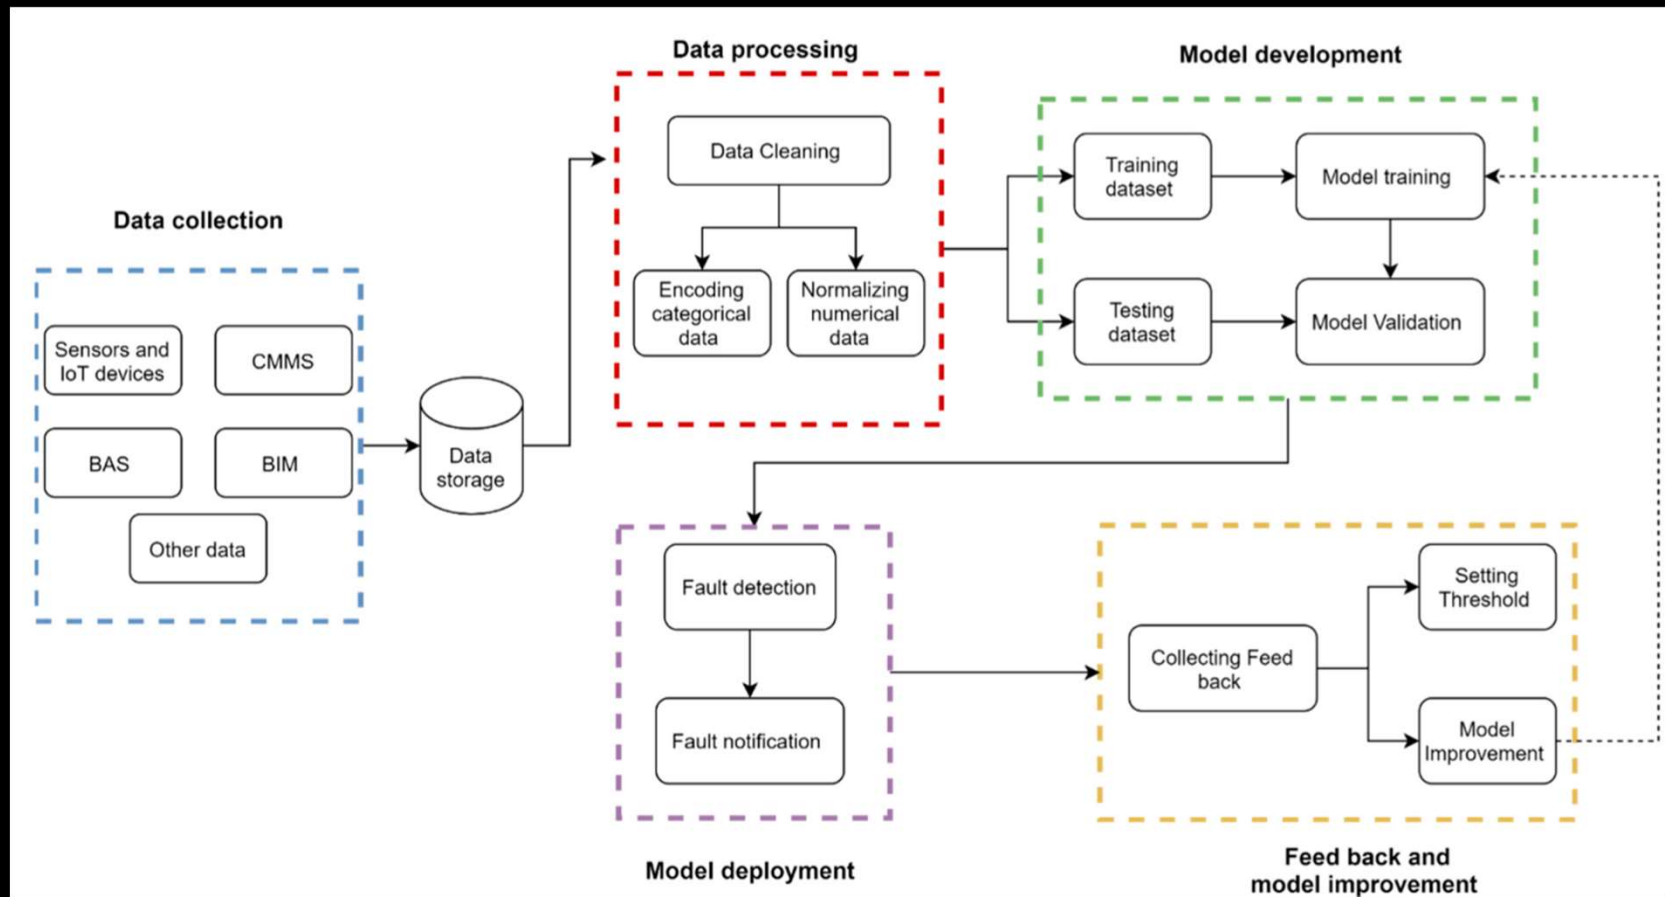 Data collection
Sensors and
IoT devices
CMMS
BAS
BIM
Other data
Data
storage
Data processing
Data Cleaning
Encoding
categorical
data
Normalizing
numerical
data
Model development
Training
dataset
Model training
Testing
dataset
Model Validation
Fault detection
Fault notification
Model deployment
Collecting Feed
back
Setting
Threshold
Model
Improvement
Feed back and
model improvement